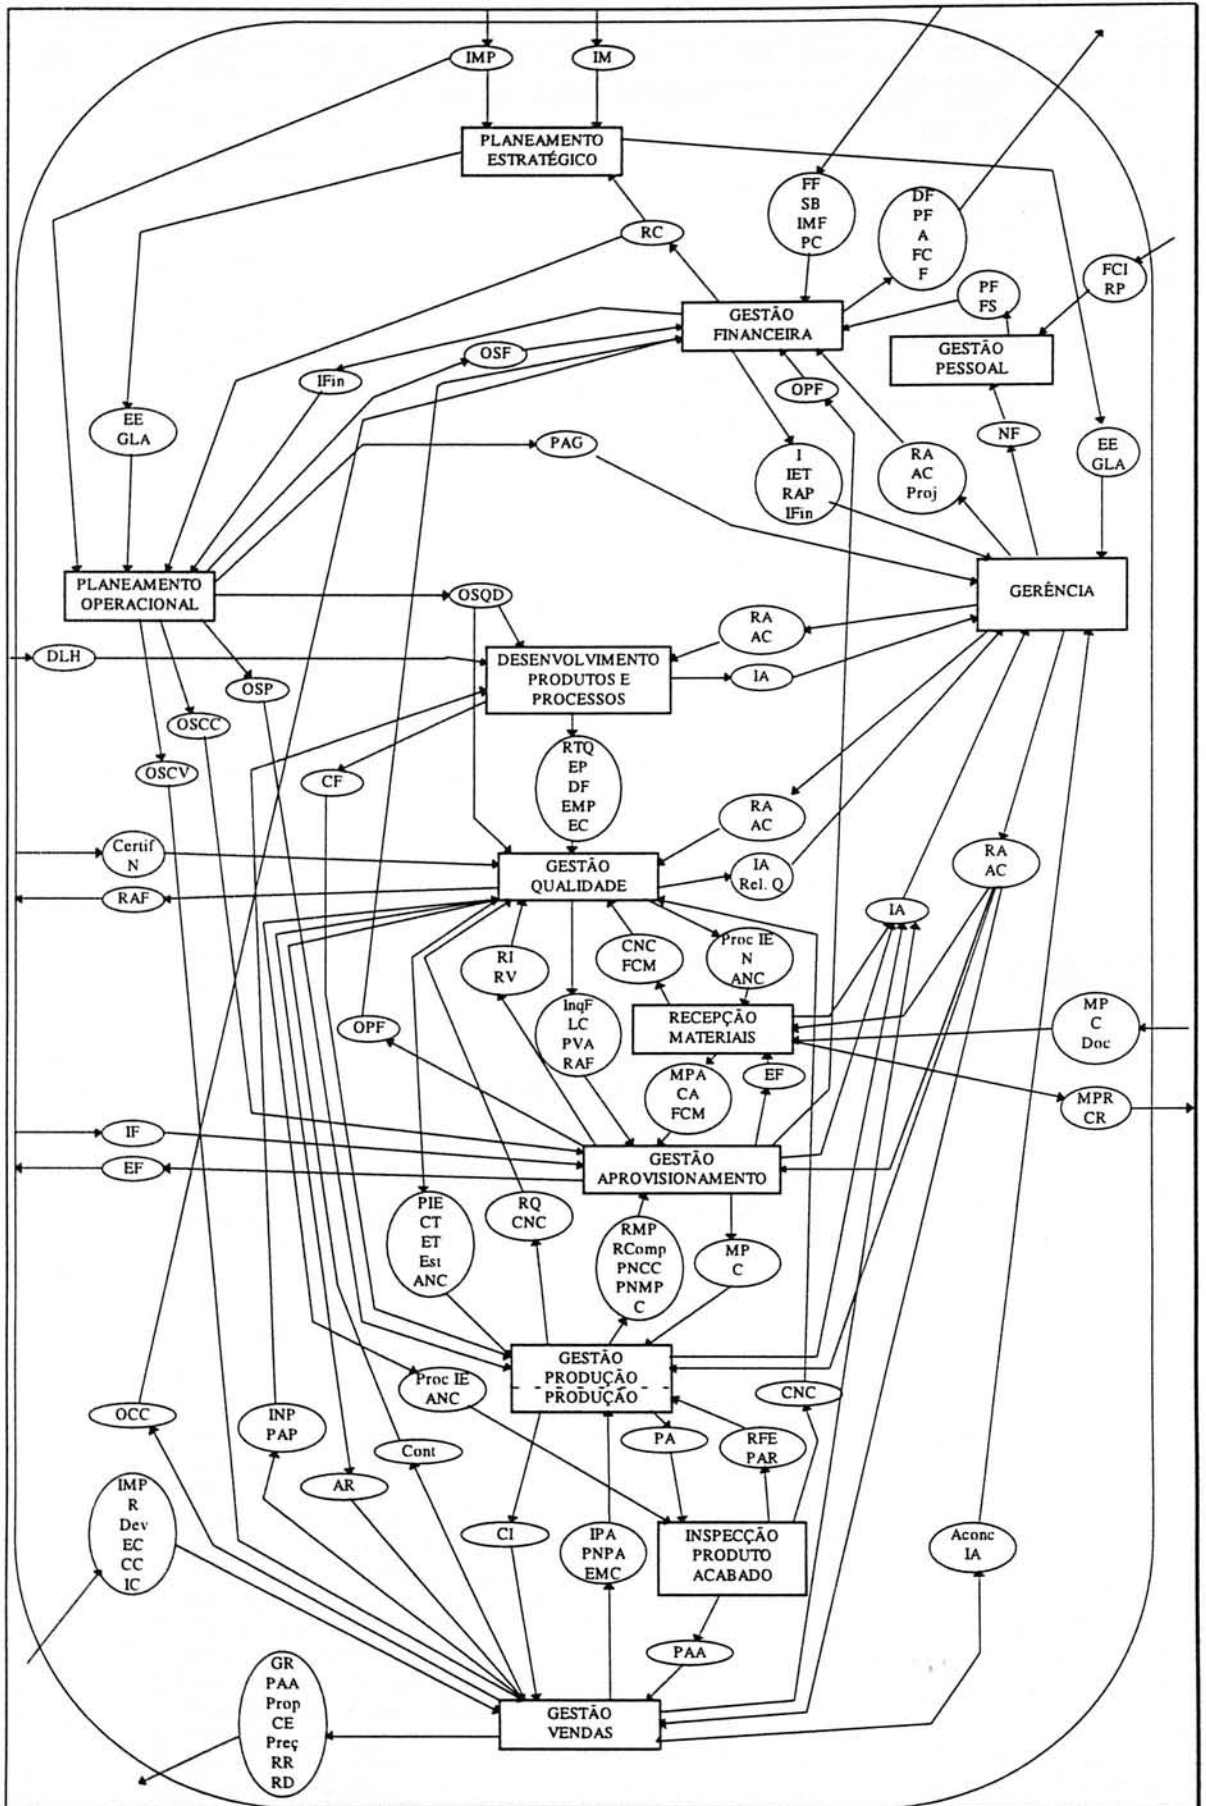 IMP
IM
PLANEAMENTO
ESTRATÉGICO
FF
SB
IMF
PC
DF
PF
A
FC
F
RC
FCI
RP
PF
FS
GESTÃO
FINANCEIRA
GESTÃO
PESSOAL
OSF
IFin
OPF
EE
GLA
PAG
NF
I
IET
RAP
IFin
RA
AC
Proj
EE
GLA
PLANEAMENTO
OPERACIONAL
OSQD
GERÊNCIA
RA
AC
DLH
DESENVOLVIMENTO
PRODUTOS E
PROCESSOS
IA
OSP
OSCC
OSCV
CF
RTQ
EP
DF
EMP
EC
RA
AC
Certif
N
GESTÃO
QUALIDADE
IA
Rel. Q
RA
AC
RAF
IA
RI
RV
CNC
FCM
Proc IE
N
ANC
OPF
InqF
LC
PVA
RAF
RECEPÇÃO
MATERIAIS
MP
C
Doc
MPA
CA
FCM
EF
MPR
CR
IF
EF
GESTÃO
APROVISIONAMENTO
PIE
CT
ET
Est
ANC
RQ
CNC
RMP
RComp
PNCC
PNMP
C
MP
C
GESTÃO
PRODUÇÃO
PRODUÇÃO
Proc IE
ANC
CNC
OCC
INP
PAP
Cont
PA
RFE
PAR
AR
IMP
R
Dev
EC
CC
IC
CI
IPA
PNPA
EMC
INSPECÇÃO
PRODUTO
ACABADO
Aconc
IA
PAA
GR
PAA
Prop
CE
Preç
RR
RD
GESTÃO
VENDAS